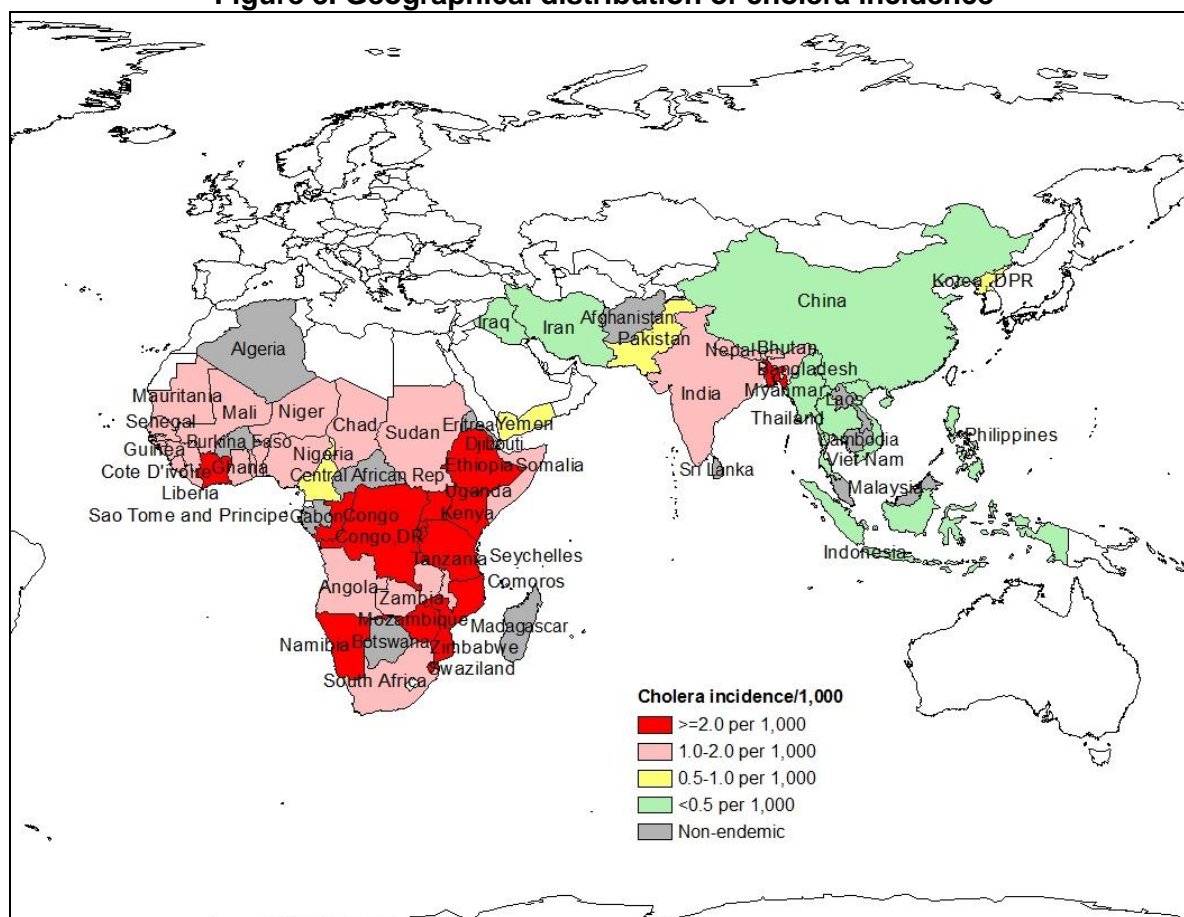 Figure 3. Geographical distribution of cholera incidence
Korea, DPR
China
Iraq
Iran
Afghanistan
Pakistan
Nepal
Bhutan
Bangladesh
India
Myanmar
Laos
Thailand
Cambodia
Viet Nam
Philippines
Sri Lanka
Malaysia
Indonesia
Algeria
Mauritania
Mali
Niger
Chad
Sudan
Eritrea
Yemen
Senegal
Burkina Faso
Nigeria
Djibouti
Guinea
Ghana
Cote D'ivoire
Central African Rep
Ethiopia
Somalia
Liberia
Uganda
Sao Tome and Principe
Gabon
Congo
Kenya
Congo DR
Tanzania
Seychelles
Comoros
Angola
Zambia
Mozambique
Madagascar
Namibia
Botswana
Zimbabwe
Swaziland
South Africa
Cholera incidence/1,000
>=2.0 per 1,000
1.0-2.0 per 1,000
0.5-1.0 per 1,000
<0.5 per 1,000
Non-endemic